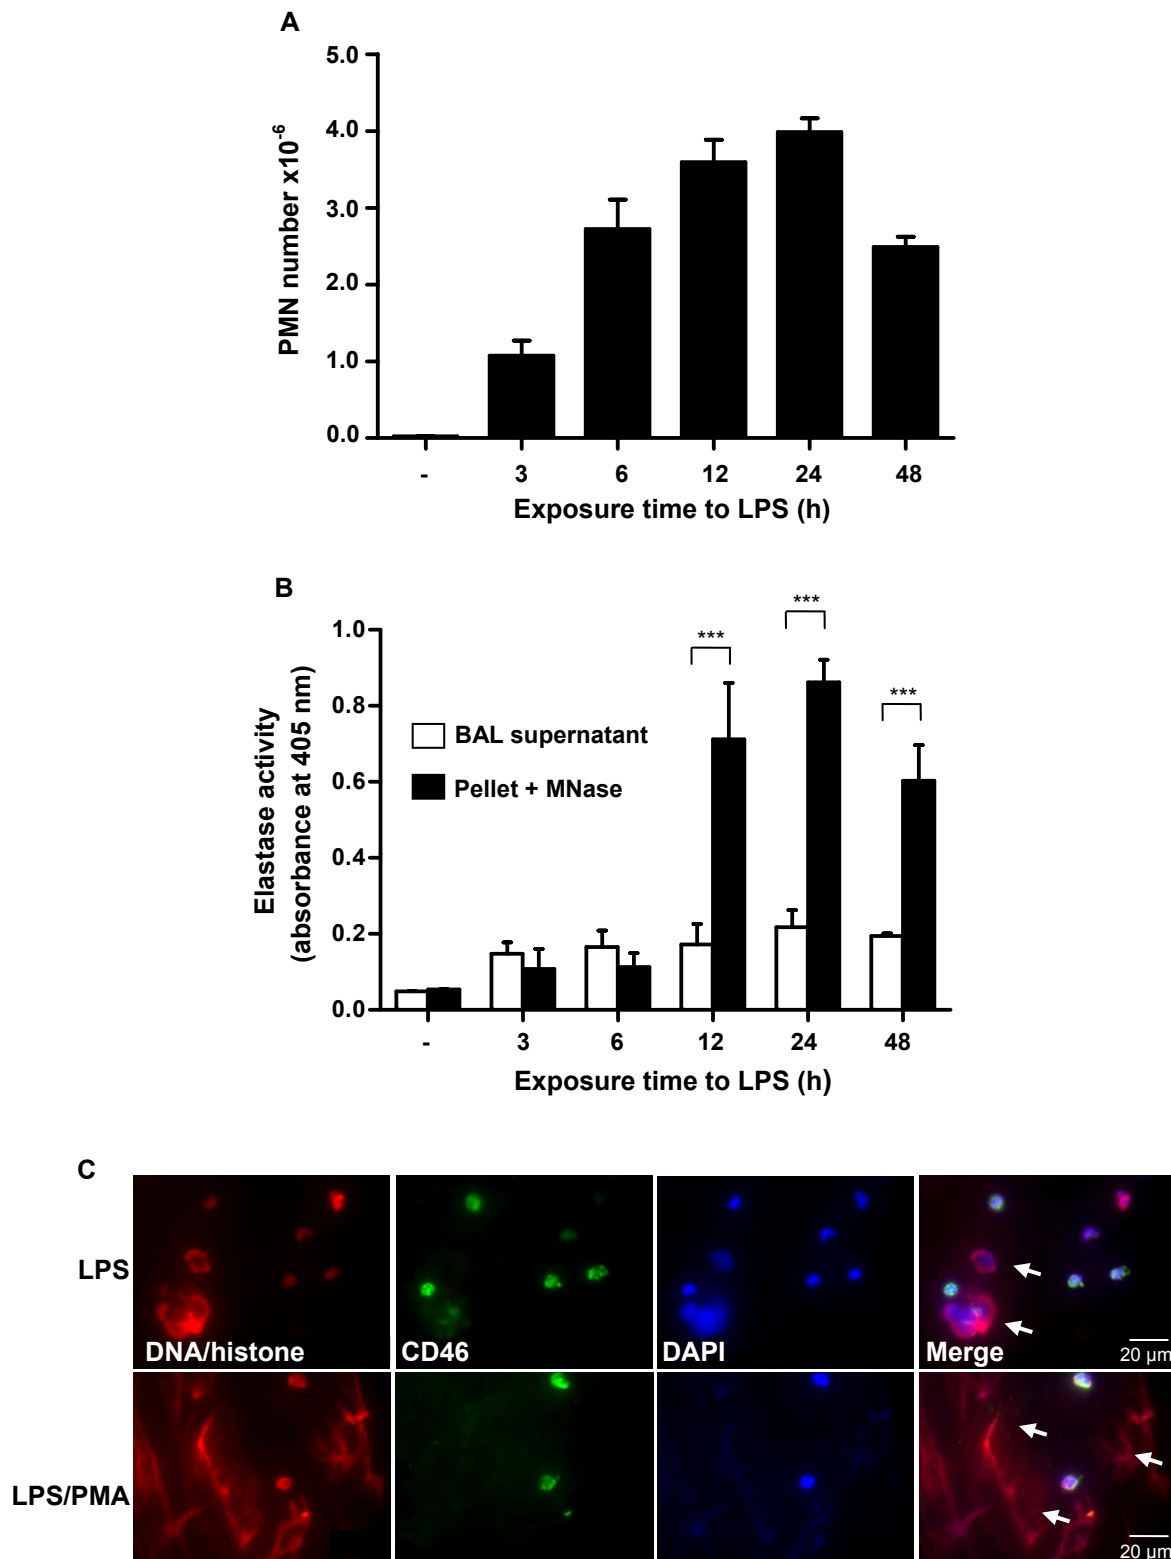 A
5.0
4.0
3.0
2.0
1.0
0.0
PMN number x10⁻⁶
- 3 6 12 24 48
Exposure time to LPS (h)
B
*** *** ***
1.0
0.8
0.6
0.4
0.2
0.0
Elastase activity
(absorbance at 405 nm)
BAL supernatant
Pellet + MNase
- 3 6 12 24 48
Exposure time to LPS (h)
C
LPS
DNA/histone CD46 DAPI Merge 20 µm
LPS/PMA
20 µm